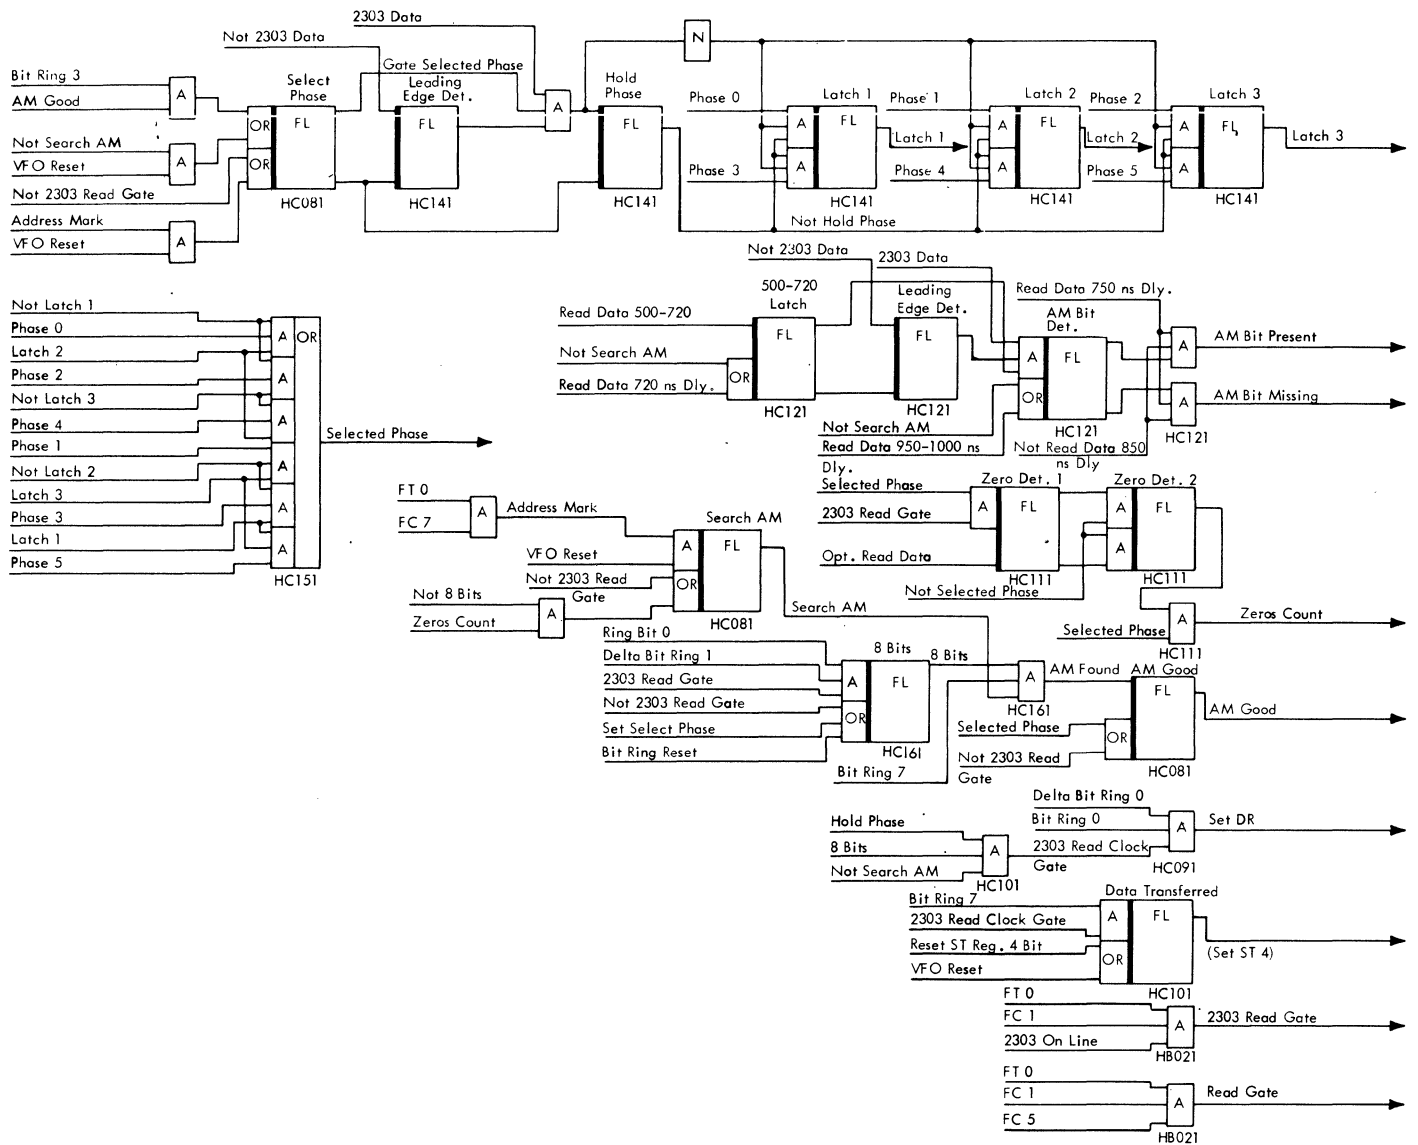 2303 Data
Not 2303 Data
N
Gate Selected Phase
Bit Ring 3
AM Good
A
Select
Phase
Leading
Edge Det.
A
Hold
Phase
Phase 0
Latch 1
Phase 1
Latch 2
Phase 2
Latch 3
OR
FL
FL
FL
A
FL
A
FL
A
FL
Not Search AM
VFO Reset
A
OR
Latch 1
Latch 2
Latch 3
Phase 3
A
Phase 4
A
Phase 5
A
Not 2303 Read Gate
HC081
HC141
HC141
HC141
HC141
HC141
Address Mark
VFO Reset
A
Not Hold Phase
Not 2303 Data
2303 Data
500-720
Latch
Leading
Edge Det.
Read Data 750 ns Dly.
AM Bit
Det.
Read Data 500-720
FL
FL
A
FL
A
AM Bit Present
Not Search AM
Read Data 720 ns Dly.
OR
OR
A
AM Bit Missing
HC121
HC121
HC121
HC121
Not Search AM
Read Data 950-1000 ns
Dly.
Not Read Data 850
ns Dly
Not Latch 1
Phase 0
A
OR
Latch 2
Phase 2
A
Not Latch 3
Phase 4
A
Selected Phase
Phase 1
A
Not Latch 2
Latch 3
A
Phase 3
Latch 1
A
Phase 5
HC151
Selected Phase
2303 Read Gate
A
Zero Det. 1
FL
Zero Det. 2
A
FL
A
Opt. Read Data
HC111
HC111
Not Selected Phase
Selected Phase
A
Zeros Count
HC111
FT 0
FC 7
A
Address Mark
Search AM
A
FL
VFO Reset
Not 2303 Read
Gate
OR
HC081
Not 8 Bits
Zeros Count
A
Search AM
Ring Bit 0
Delta Bit Ring 1
2303 Read Gate
Not 2303 Read Gate
Set Select Phase
Bit Ring Reset
8 Bits
A
FL
OR
HC161
8 Bits
A
HC161
Bit Ring 7
AM Found
AM Good
FL
AM Good
Selected Phase
OR
Not 2303 Read
Gate
HC081
Delta Bit Ring 0
Bit Ring 0
A
Set DR
2303 Read Clock
Gate
HC091
Hold Phase
8 Bits
Not Search AM
A
HC101
Data Transferred
Bit Ring 7
2303 Read Clock Gate
A
FL
Reset ST Reg. 4 Bit
VFO Reset
OR
(Set ST 4)
HC101
FT 0
FC 1
2303 On Line
A
2303 Read Gate
HB021
FT 0
FC 1
FC 5
A
Read Gate
HB021